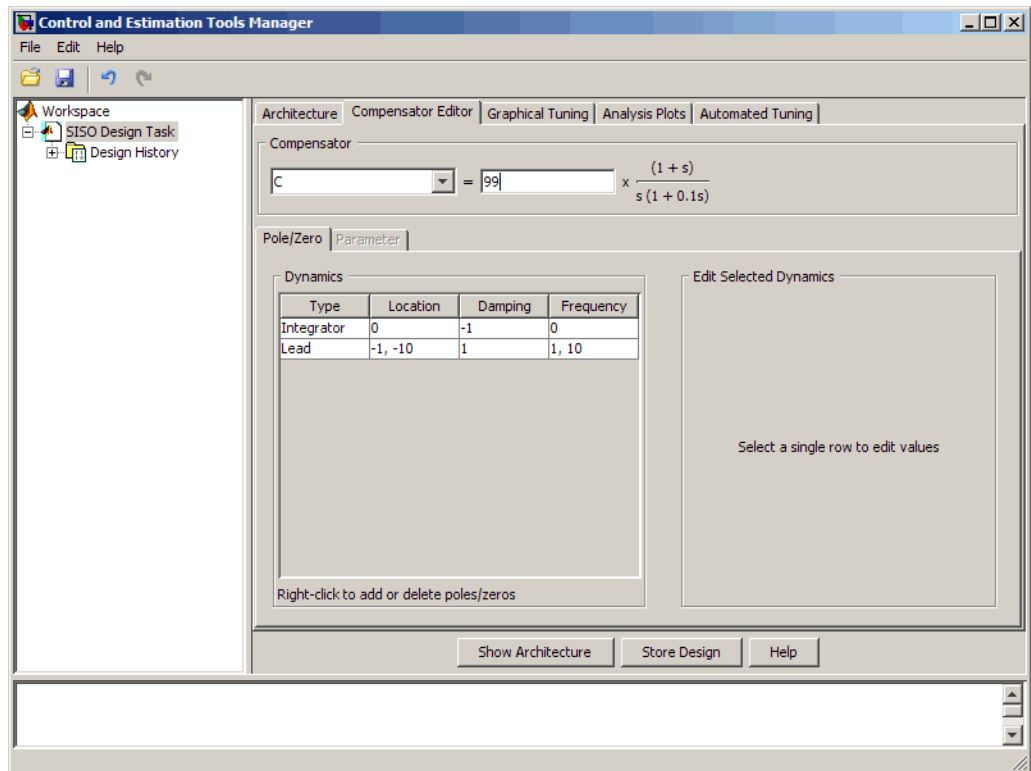 Control and Estimation Tools Manager
File Edit Help
Workspace
SISO Design Task
Design History
Architecture Compensator Editor Graphical Tuning Analysis Plots Automated Tuning
Compensator
C = 99 x (1 + s)
s (1 + 0.1s)
Pole/Zero Parameter
Dynamics
Type Location Damping Frequency
Integrator 0 -1 0
Lead -1, -10 1 1, 10
Right-click to add or delete poles/zeros
Edit Selected Dynamics
Select a single row to edit values
Show Architecture Store Design Help